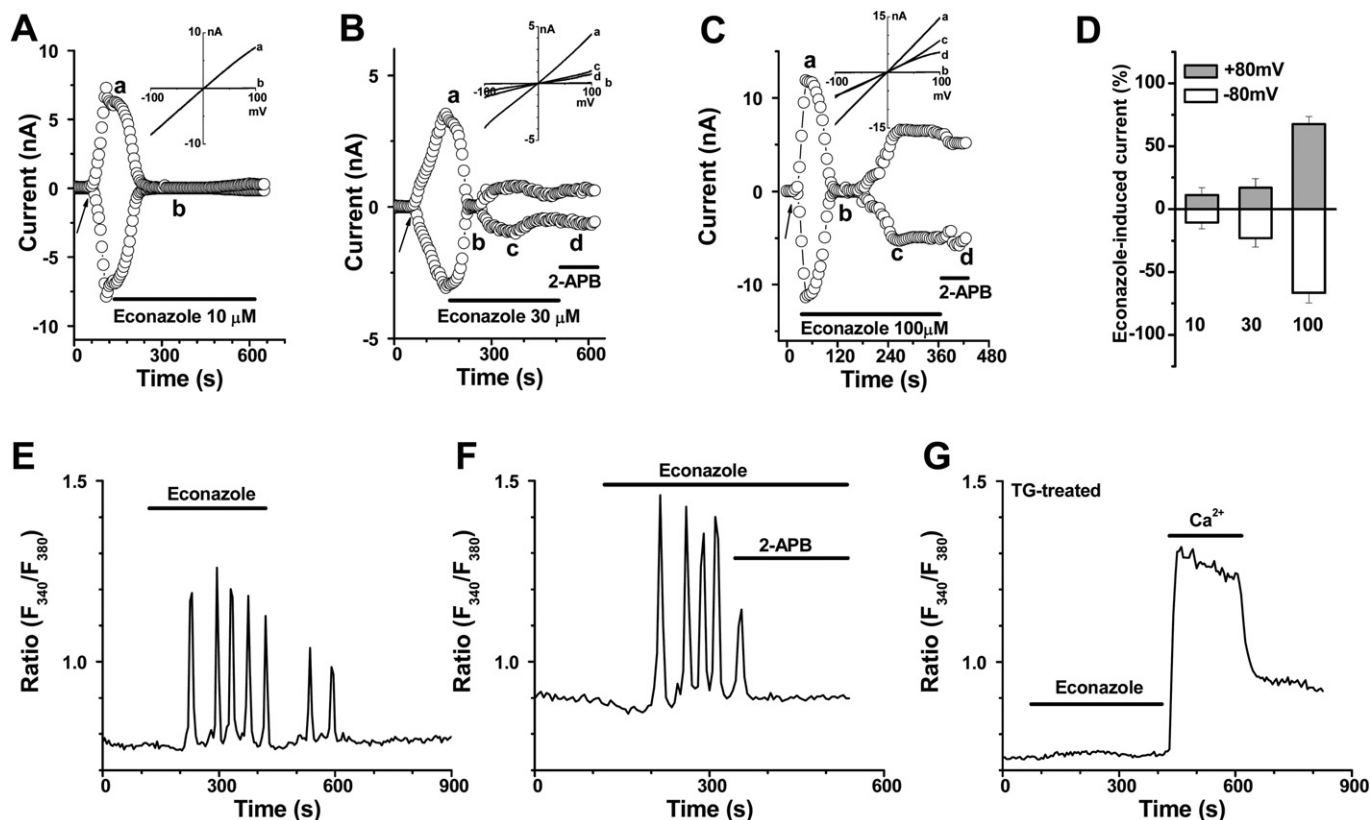 A
Current (nA)
10
5
0
-5
-10
a
b
10
nA
a
b
-100
100
mV
-10
Econazole 10 μM
0
300
600
Time (s)
B
Current (nA)
5
0
-5
a
b
c
d
5
nA
a
c
d
b
-100
100
mV
-5
2-APB
Econazole 30 μM
0
300
600
Time (s)
C
Current (nA)
15
10
5
0
-5
-10
a
b
c
d
15
nA
a
c
d
b
-100
100
mV
-15
2-APB
Econazole 100μM
0
120
240
360
480
Time (s)
D
Econazole-induced current (%)
+80mV
-80mV
100
50
0
-50
-100
10
30
100
E
Ratio (F340/F380)
1.5
1.0
Econazole
0
300
600
900
Time (s)
F
Ratio (F340/F380)
1.5
1.0
Econazole
2-APB
0
300
600
Time (s)
G
Ratio (F340/F380)
1.5
1.0
TG-treated
Ca2+
Econazole
0
300
600
900
Time (s)